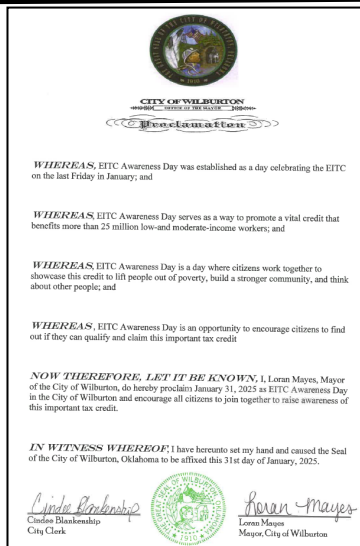 CITY OF WILBURTON
OFFICE OF THE MAYOR
Proclamation
WHEREAS, EITC Awareness Day was established as a day celebrating the EITC
on the last Friday in January; and
WHEREAS, EITC Awareness Day serves as a way to promote a vital credit that
benefits more than 25 million low-and moderate-income workers; and
WHEREAS, EITC Awareness Day is a day where citizens work together to
showcase this credit to lift people out of poverty, build a stronger community, and think
about other people; and
WHEREAS, EITC Awareness Day is an opportunity to encourage citizens to find
out if they can qualify and claim this important tax credit
NOW THEREFORE, LET IT BE KNOWN, I, Loran Mayes, Mayor
of the City of Wilburton, do hereby proclaim January 31, 2025 as EITC Awareness Day
in the City of Wilburton and encourage all citizens to join together to raise awareness of
this important tax credit.
IN WITNESS WHEREOF, I have hereunto set my hand and caused the Seal
of the City of Wilburton, Oklahoma to be affixed this 31st day of January, 2025.
Cindee Blankenship
Cindee Blankenship
City Clerk
WILBURTON
1910
Loran Mayes
Loran Mayes
Mayor, City of Wilburton